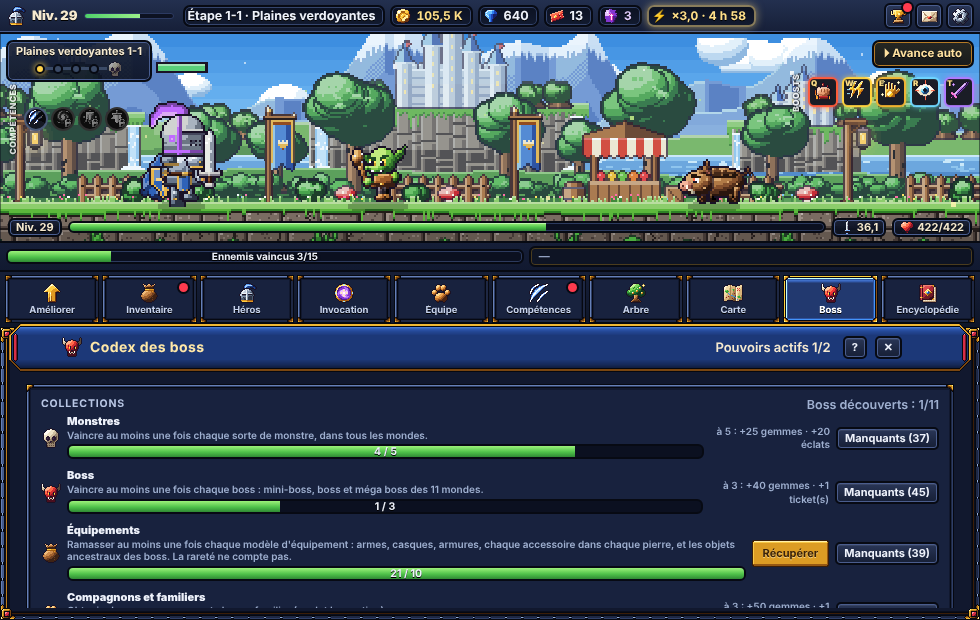 Niv. 29
Étape 1-1 · Plaines verdoyantes
105,5 K
640
13
3
×3,0 · 4 h 58
Plaines verdoyantes 1-1
Avance auto
COMPÉTENCES
BOOSTS
Niv. 29
36,1
422/422
Ennemis vaincus 3/15
—
Améliorer
Inventaire
Héros
Invocation
Équipe
Compétences
Arbre
Carte
Boss
Encyclopédie
Codex des boss
Pouvoirs actifs 1/2
?
×
COLLECTIONS
Boss découverts : 1/11
Monstres
Vaincre au moins une fois chaque sorte de monstre, dans tous les mondes.
4 / 5
à 5 : +25 gemmes · +20
éclats
Manquants (37)
Boss
Vaincre au moins une fois chaque boss : mini-boss, boss et méga boss des 11 mondes.
1 / 3
à 3 : +40 gemmes · +1
ticket(s)
Manquants (45)
Équipements
Ramasser au moins une fois chaque modèle d'équipement : armes, casques, armures, chaque accessoire dans chaque pierre, et les objets
ancestraux des boss. La rareté ne compte pas.
21 / 10
Récupérer
Manquants (39)
Compagnons et familiers
à 3 : +50 gemmes · +1